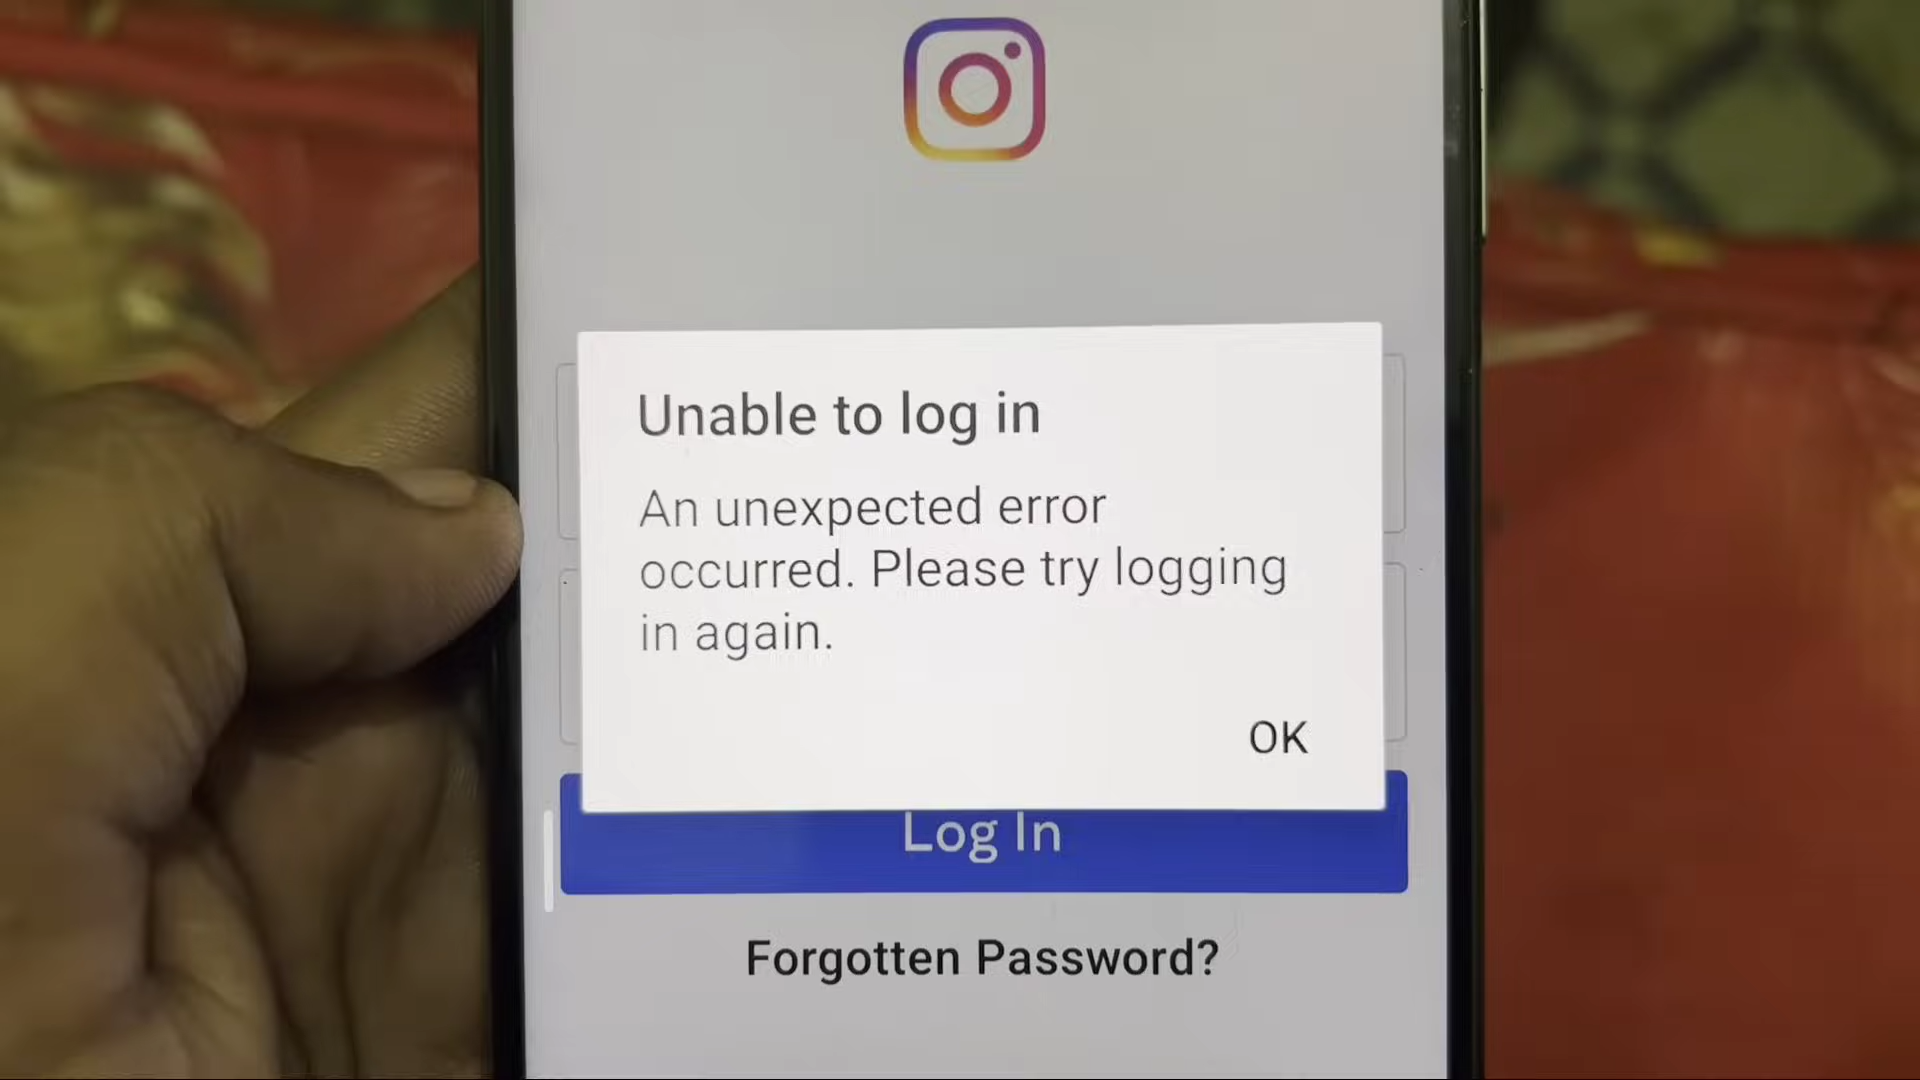 Unable to log in
An unexpected error
occurred. Please try logging
in again.
OK
Log In
Forgotten Password?